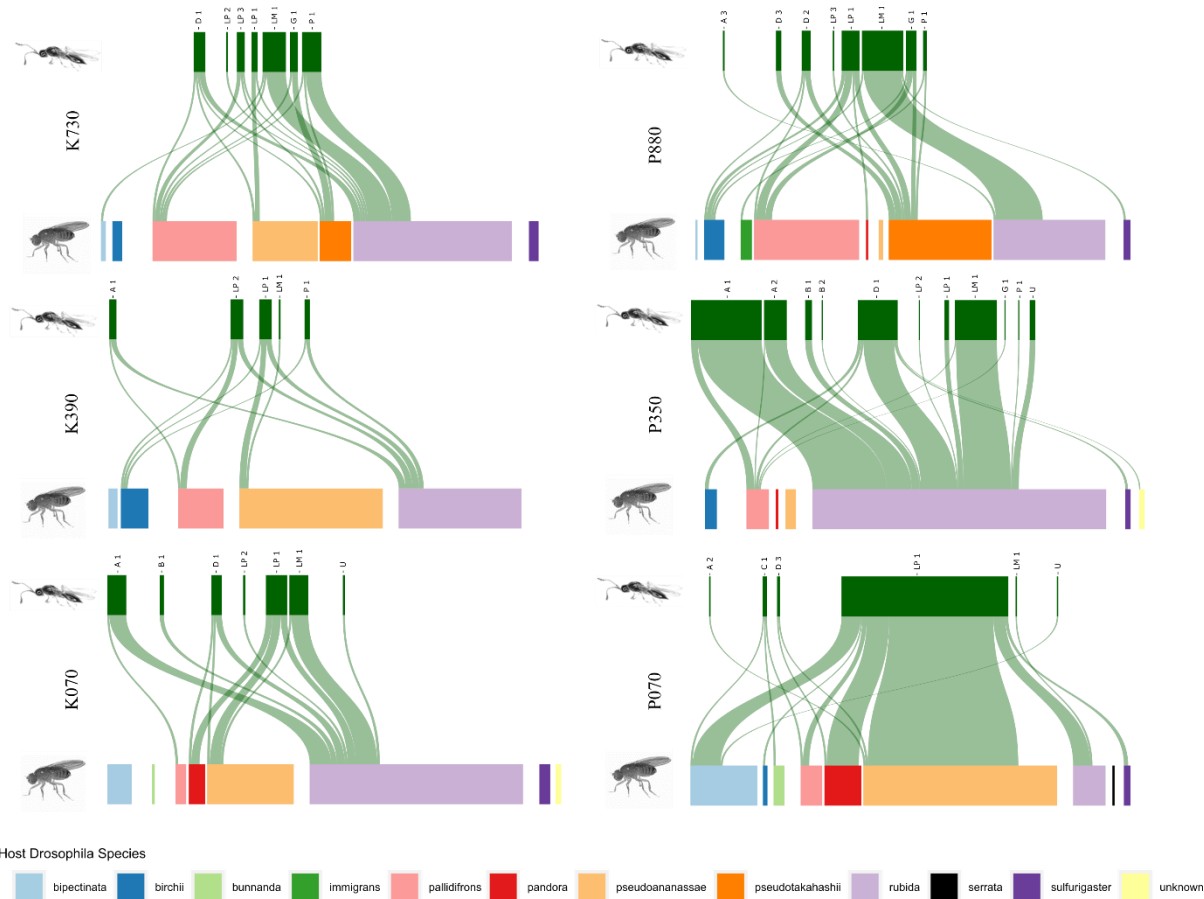 - D 1
- LP 2
- LP 3
- LP 1
- LM 1
- G 1
- P 1
K730
- A 3
- D 3
- D 2
- LP 3
- LP 1
- LM 1
- G 1
- P 1
P880
- A 1
- LP 2
- LP 1
- LM 1
- P 1
K390
- A 1
- A 2
- B 1
- B 2
- D 1
- LP 2
- LP 1
- LM 1
- G 1
- P 1
- U
P350
- A 1
- B 1
- D 1
- LP 2
- LP 1
- LM 1
- U
K070
- A 2
- C 1
- D 3
- LP 1
- LM 1
- U
P070
Host Drosophila Species
bipectinata birchii bunnanda immigrans pallidifrons pandora pseudoananassae pseudotakahashii rubida serrata sulfurigaster unknown